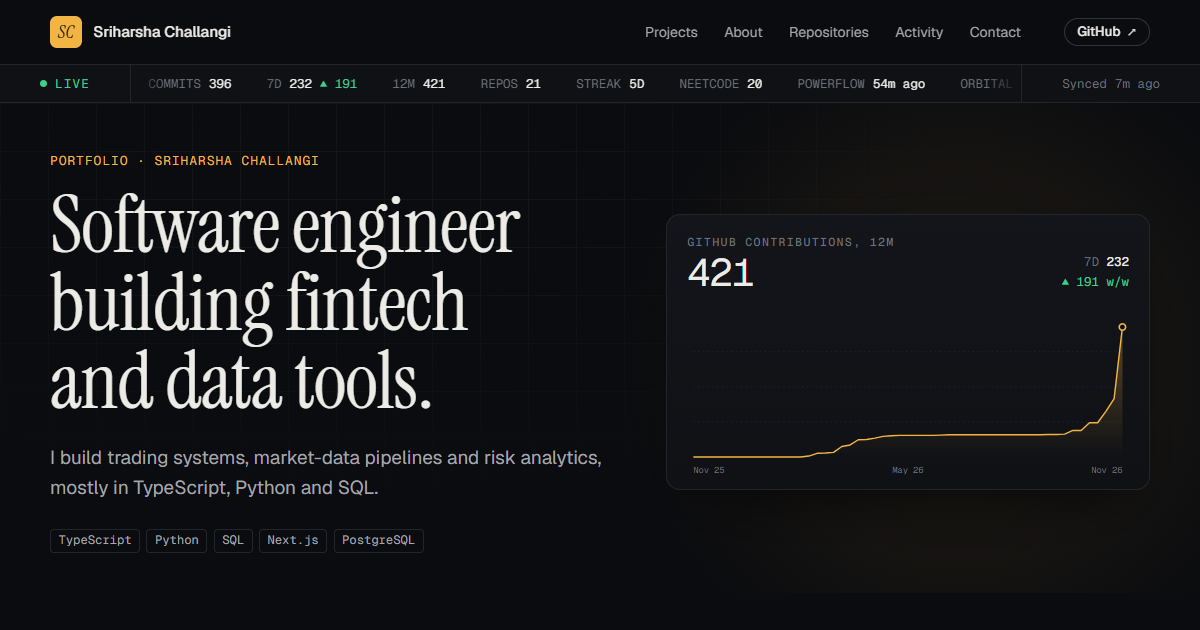 SC Sriharsha Challangi Projects About Repositories Activity Contact GitHub ↗
LIVE COMMITS 396 7D 232 ▲ 191 12M 421 REPOS 21 STREAK 5D NEETCODE 20 POWERFLOW 54m ago ORBITAL Synced 7m ago
PORTFOLIO · SRIHARSHA CHALLANGI
Software engineer
building fintech
and data tools.
I build trading systems, market-data pipelines and risk analytics,
mostly in TypeScript, Python and SQL.
TypeScript Python SQL Next.js PostgreSQL
GITHUB CONTRIBUTIONS, 12M
421
7D 232
▲ 191 w/w
Nov 25 May 26 Nov 26